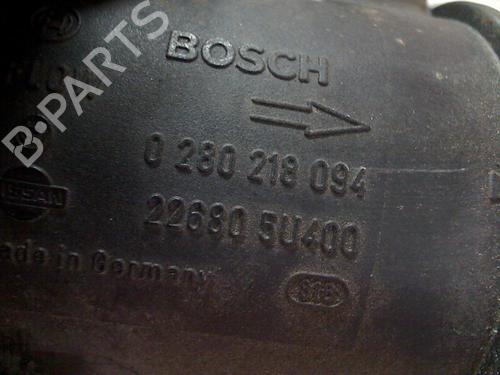 BOSCH
0 280 218 094
22680 5U400
Made in Germany
B-PARTS